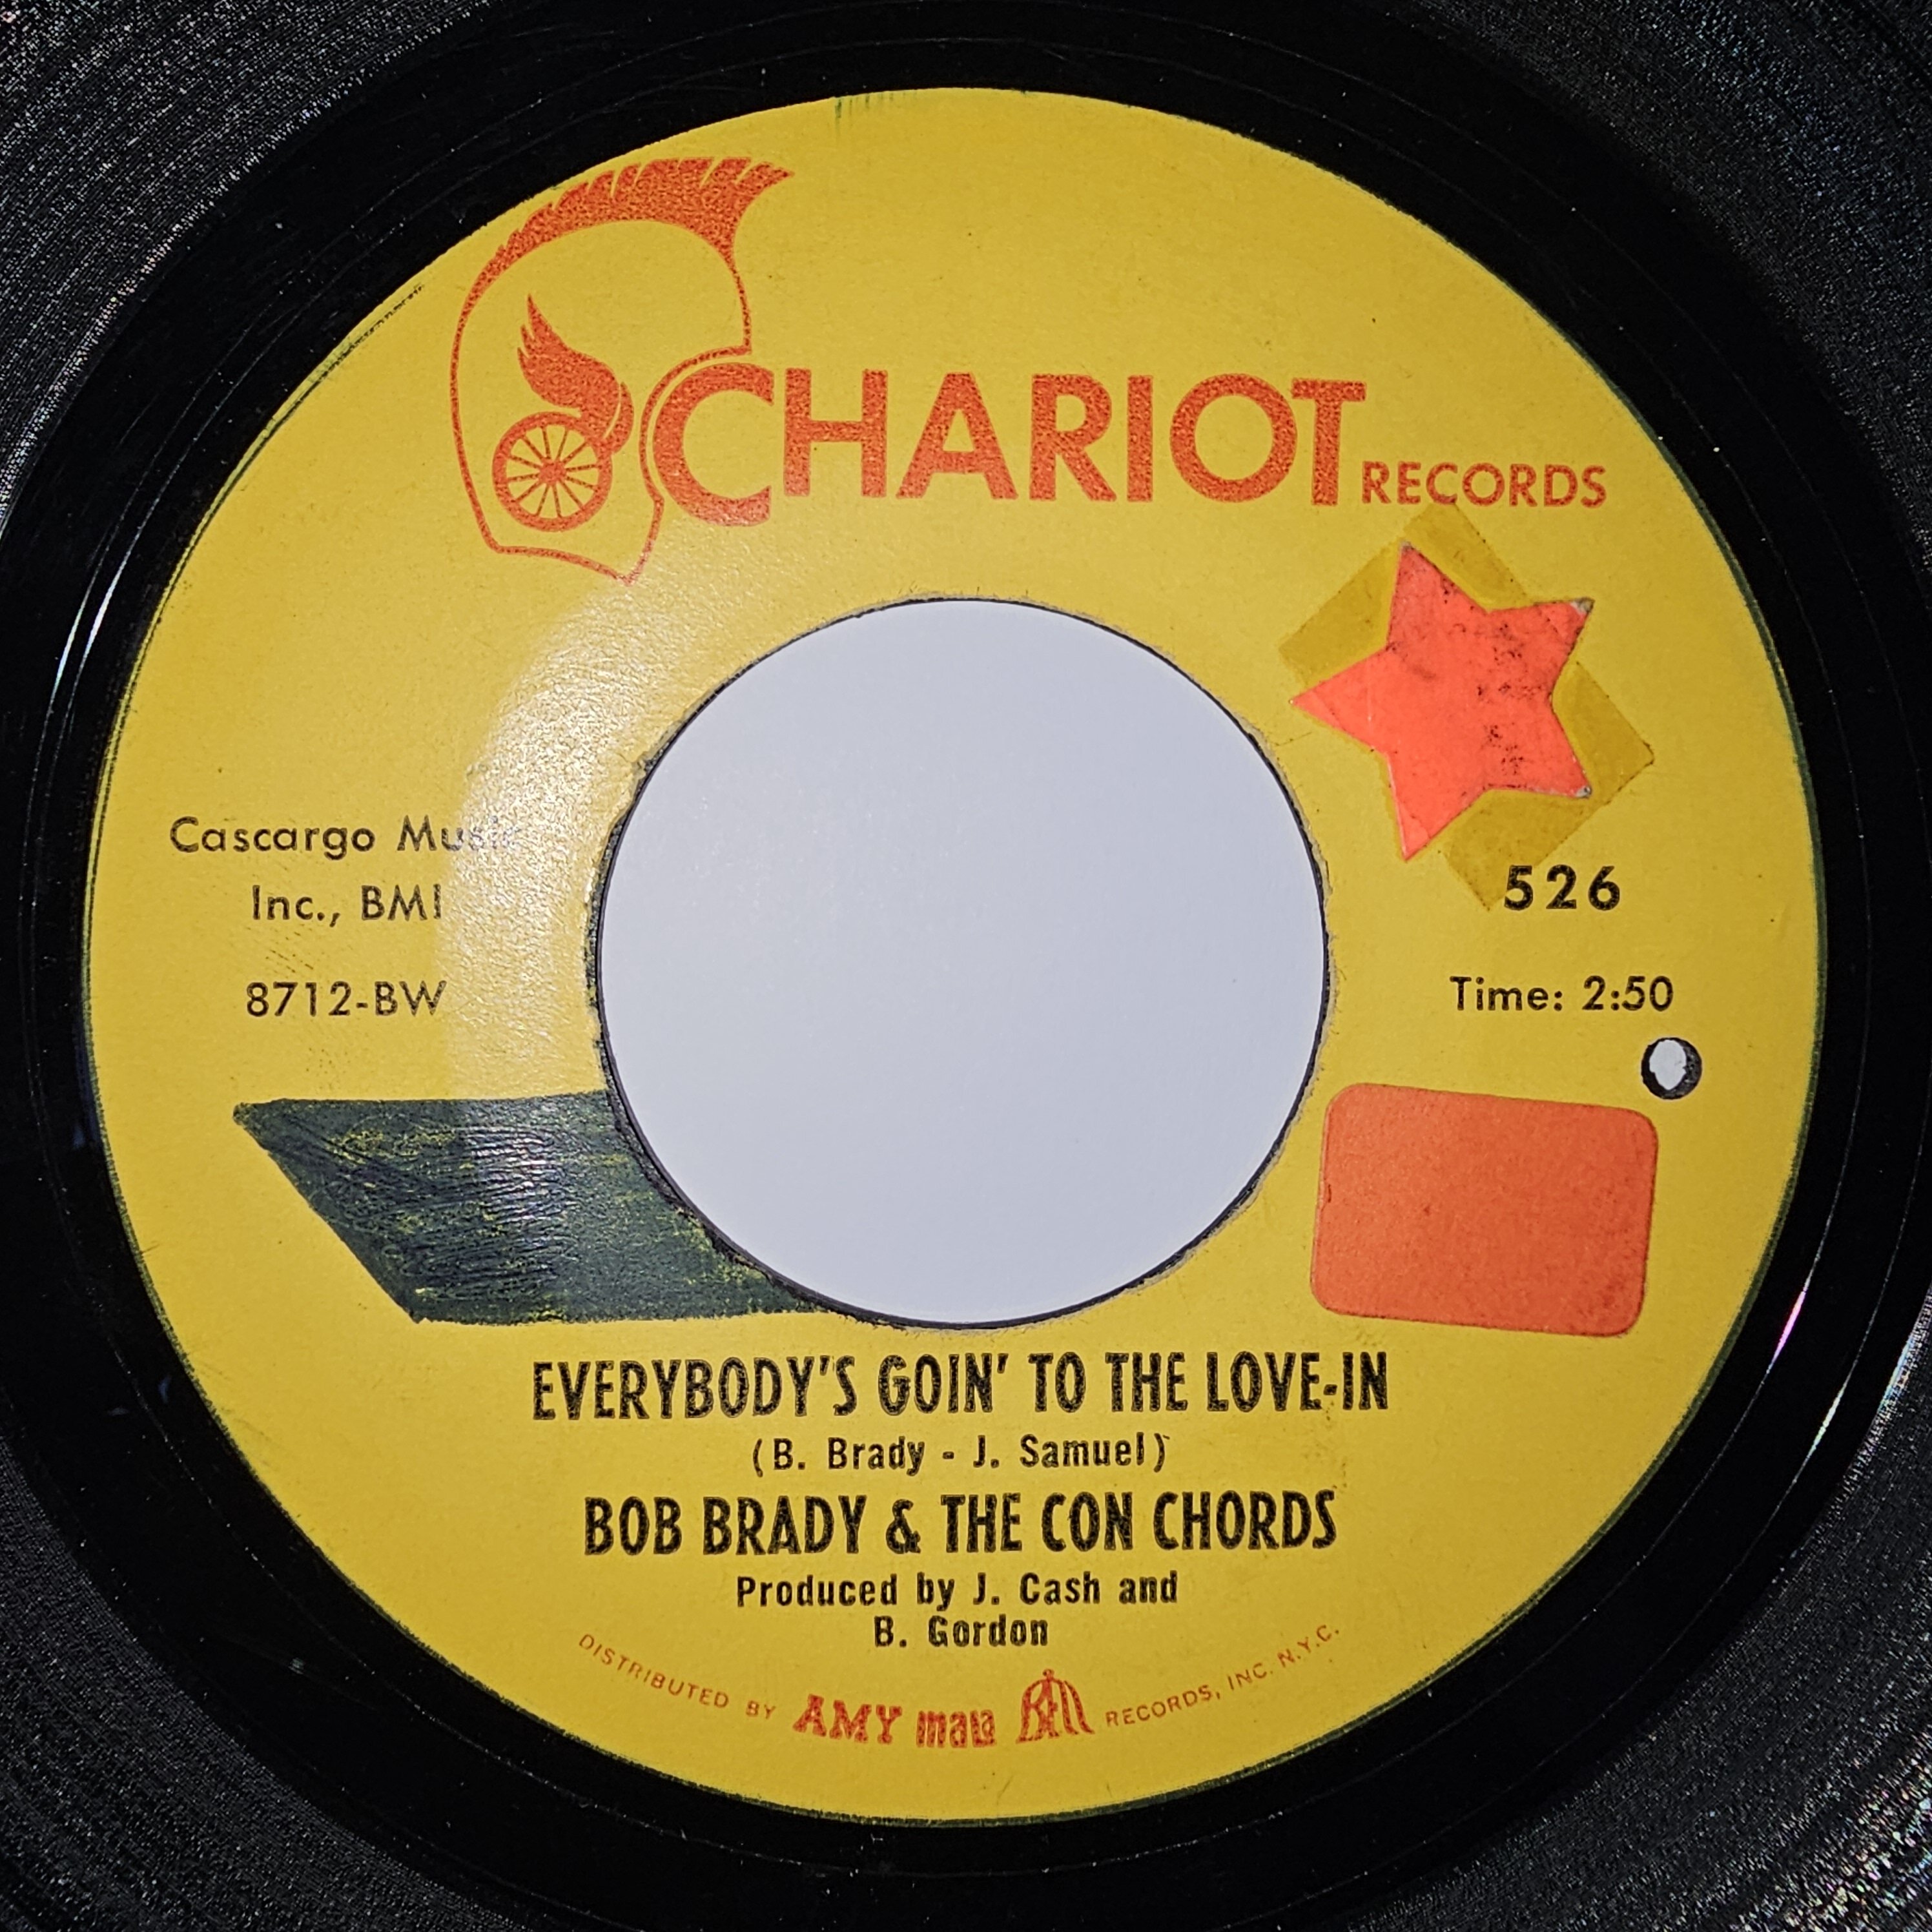 CHARIOT RECORDS
Cascargo Music
Inc., BMI
8712-BW
526
Time: 2:50
EVERYBODY'S GOIN' TO THE LOVE-IN
(B. Brady - J. Samuel)
BOB BRADY & THE CON CHORDS
Produced by J. Cash and
B. Gordon
DISTRIBUTED BY AMY mala BELL RECORDS, INC. N.Y.C.